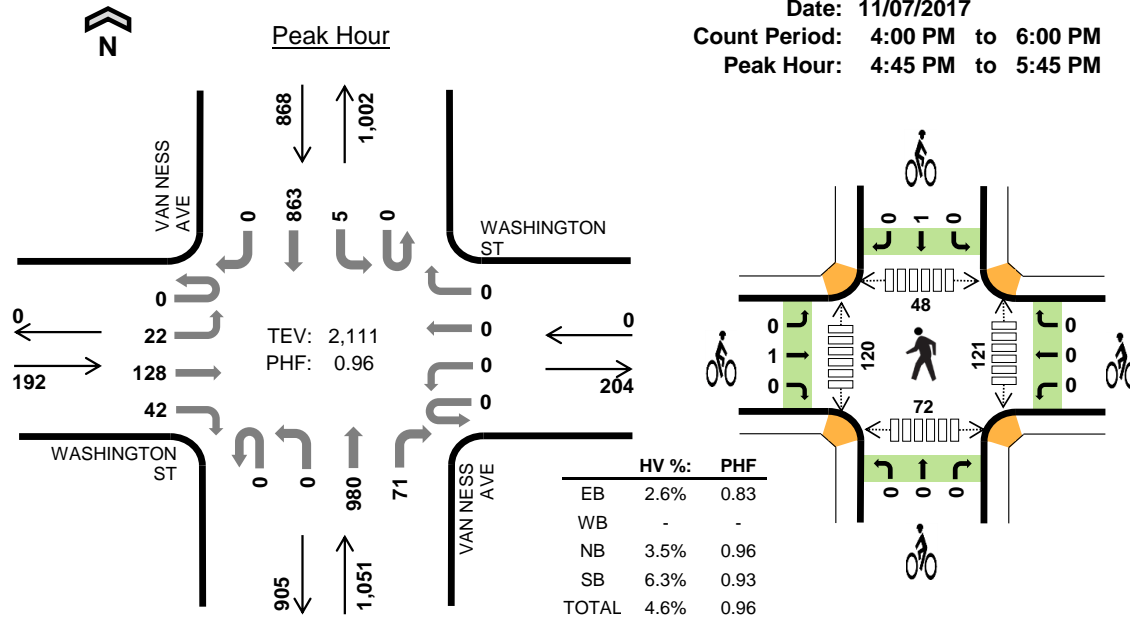 N
Peak Hour
Date: 11/07/2017
Count Period: 4:00 PM to 6:00 PM
Peak Hour: 4:45 PM to 5:45 PM
868
1,002
VAN NESS
AVE
0
863
5
0
WASHINGTON
ST
0
22
128
42
0
192
TEV: 2,111
PHF: 0.96
0
0
0
0
0
204
WASHINGTON
ST
0
0
980
71
VAN NESS
AVE
905
1,051
HV %: PHF
EB 2.6% 0.83
WB - -
NB 3.5% 0.96
SB 6.3% 0.93
TOTAL 4.6% 0.96
0 1 0
48
0
1
0
120
121
0
0
0
72
0 0 0